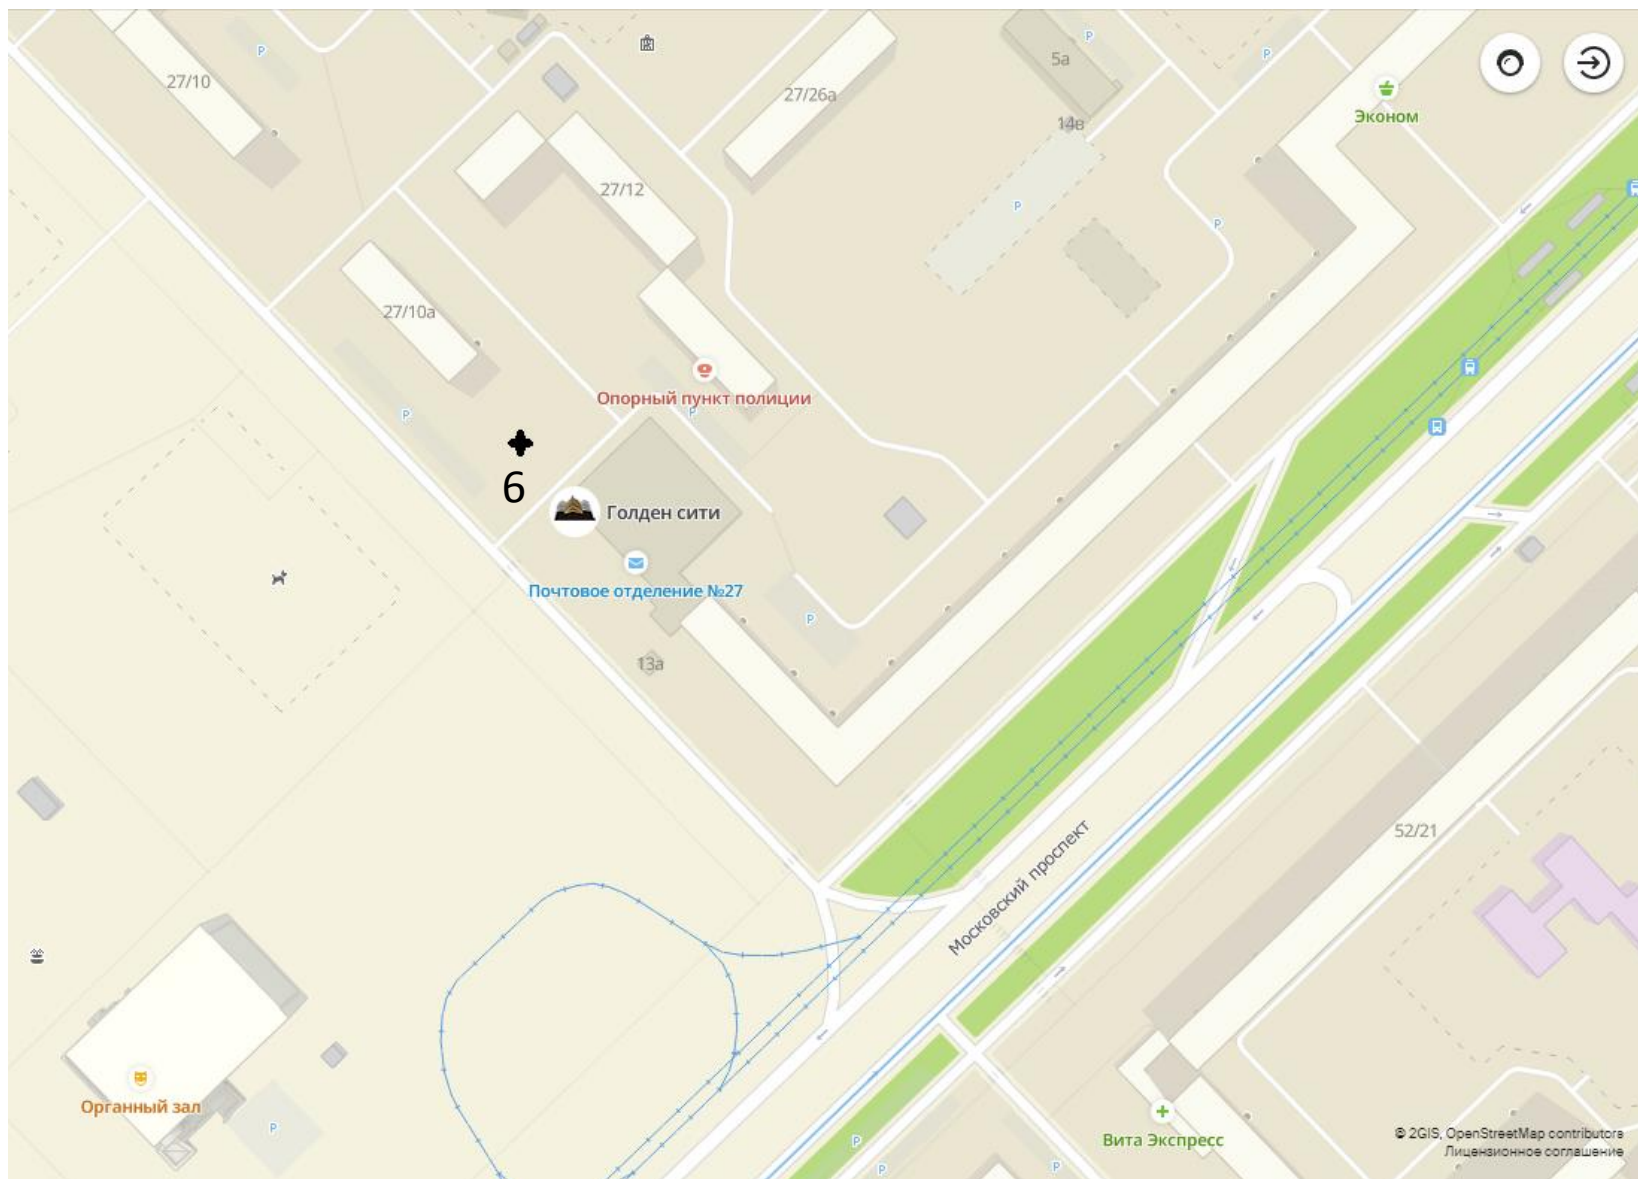 P
P
5а
P
27/10
27/26а
Эконом
14в
27/12
P
P
27/10а
Опорный пункт полиции
P
P
6
Голден сити
Почтовое отделение №27
P
13а
52/21
Московский проспект
Органный зал
P
Вита Экспресс
P
P
P
© 2GIS, OpenStreetMap contributors
Лицензионное соглашение